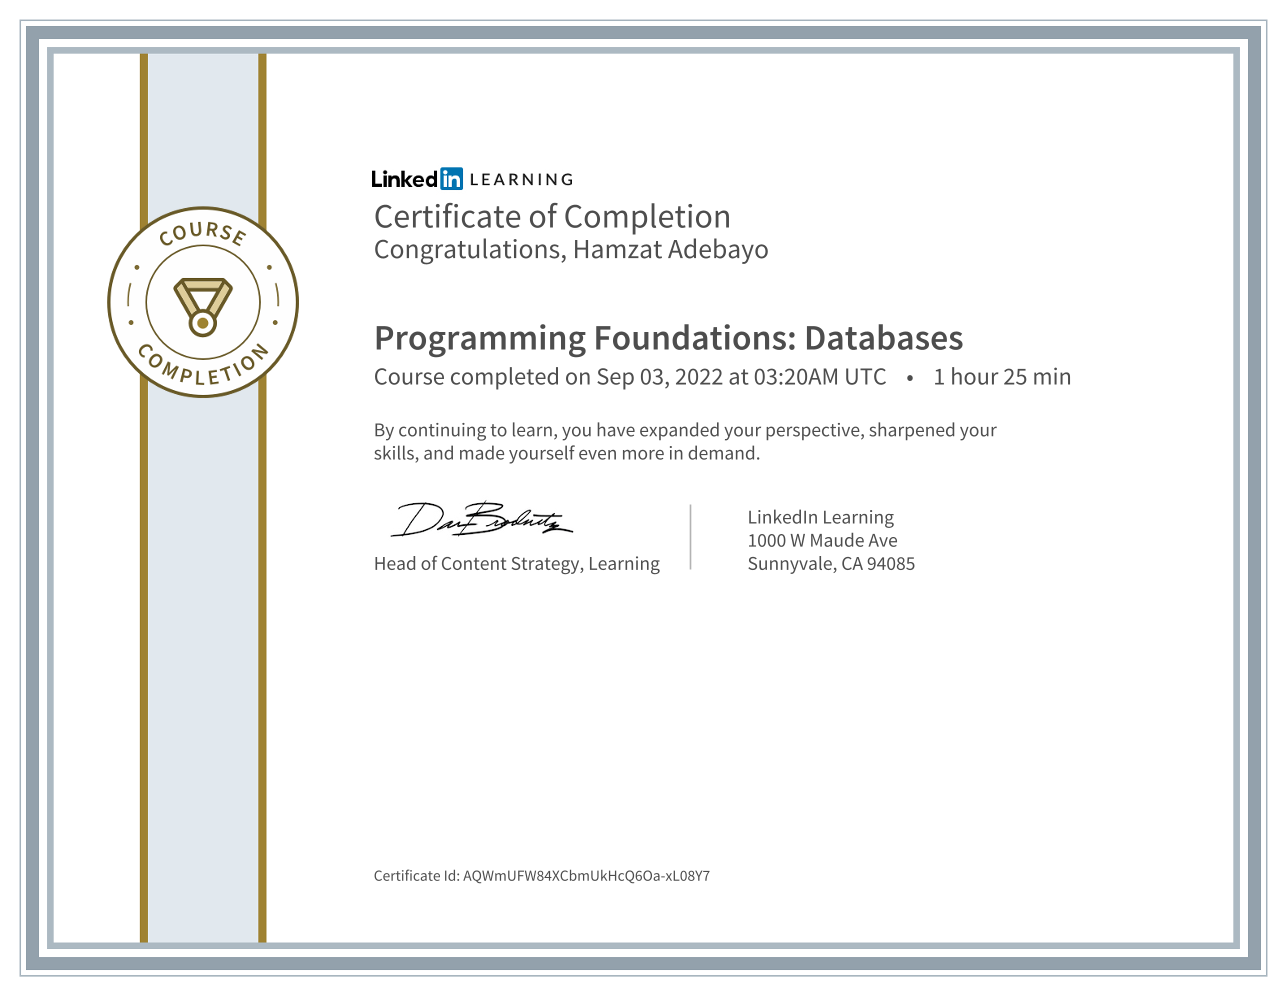 COURSE
COMPLETION
Linked in LEARNING
Certificate of Completion
Congratulations, Hamzat Adebayo
Programming Foundations: Databases
Course completed on Sep 03, 2022 at 03:20AM UTC • 1 hour 25 min
By continuing to learn, you have expanded your perspective, sharpened your
skills, and made yourself even more in demand.
Head of Content Strategy, Learning
LinkedIn Learning
1000 W Maude Ave
Sunnyvale, CA 94085
Certificate Id: AQWmUFW84XCbmUkHcQ6Oa-xL08Y7